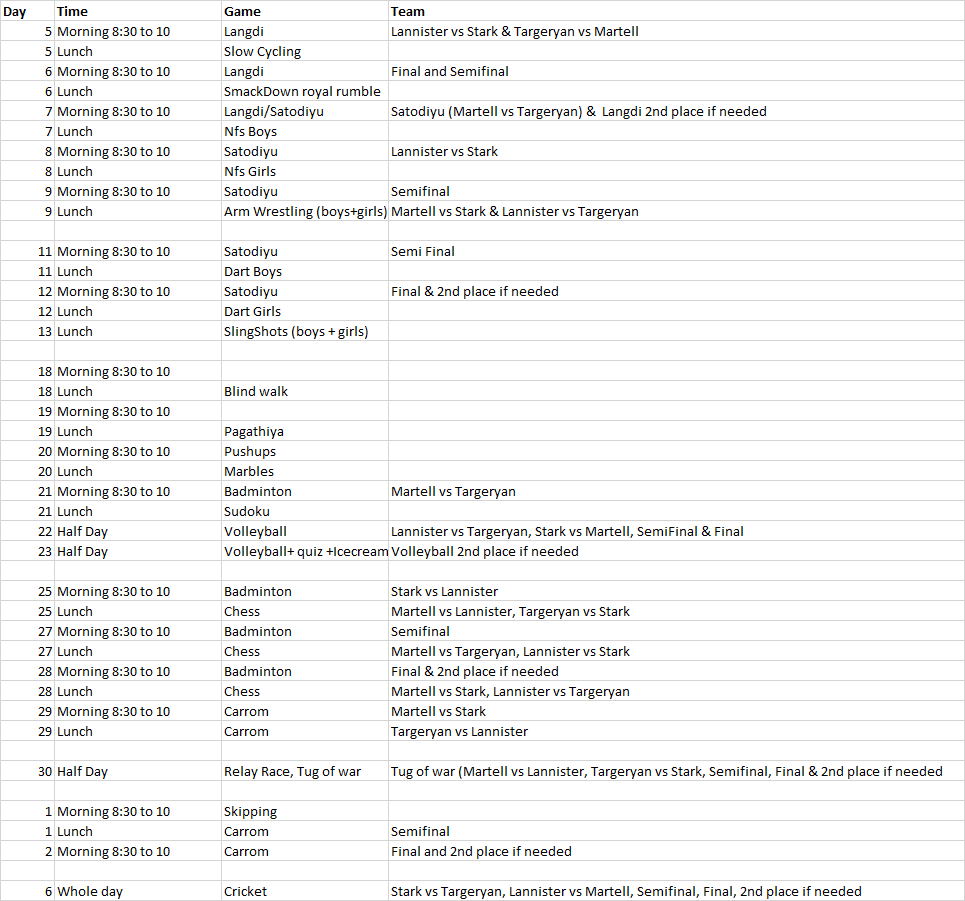 Day Time Game Team
5 Morning 8:30 to 10 Langdi Lannister vs Stark & Targeryan vs Martell
5 Lunch Slow Cycling
6 Morning 8:30 to 10 Langdi Final and Semifinal
6 Lunch SmackDown royal rumble
7 Morning 8:30 to 10 Langdi/Satodiyu Satodiyu (Martell vs Targeryan) & Langdi 2nd place if needed
7 Lunch Nfs Boys
8 Morning 8:30 to 10 Satodiyu Lannister vs Stark
8 Lunch Nfs Girls
9 Morning 8:30 to 10 Satodiyu Semifinal
9 Lunch Arm Wrestling (boys+girls) Martell vs Stark & Lannister vs Targeryan
11 Morning 8:30 to 10 Satodiyu Semi Final
11 Lunch Dart Boys
12 Morning 8:30 to 10 Satodiyu Final & 2nd place if needed
12 Lunch Dart Girls
13 Lunch SlingShots (boys + girls)
18 Morning 8:30 to 10
18 Lunch Blind walk
19 Morning 8:30 to 10
19 Lunch Pagathiya
20 Morning 8:30 to 10 Pushups
20 Lunch Marbles
21 Morning 8:30 to 10 Badminton Martell vs Targeryan
21 Lunch Sudoku
22 Half Day Volleyball Lannister vs Targeryan, Stark vs Martell, SemiFinal & Final
23 Half Day Volleyball+ quiz +Icecream Volleyball 2nd place if needed
25 Morning 8:30 to 10 Badminton Stark vs Lannister
25 Lunch Chess Martell vs Lannister, Targeryan vs Stark
27 Morning 8:30 to 10 Badminton Semifinal
27 Lunch Chess Martell vs Targeryan, Lannister vs Stark
28 Morning 8:30 to 10 Badminton Final & 2nd place if needed
28 Lunch Chess Martell vs Stark, Lannister vs Targeryan
29 Morning 8:30 to 10 Carrom Martell vs Stark
29 Lunch Carrom Targeryan vs Lannister
30 Half Day Relay Race, Tug of war Tug of war (Martell vs Lannister, Targeryan vs Stark, Semifinal, Final & 2nd place if needed
1 Morning 8:30 to 10 Skipping
1 Lunch Carrom Semifinal
2 Morning 8:30 to 10 Carrom Final and 2nd place if needed
6 Whole day Cricket Stark vs Targeryan, Lannister vs Martell, Semifinal, Final, 2nd place if needed